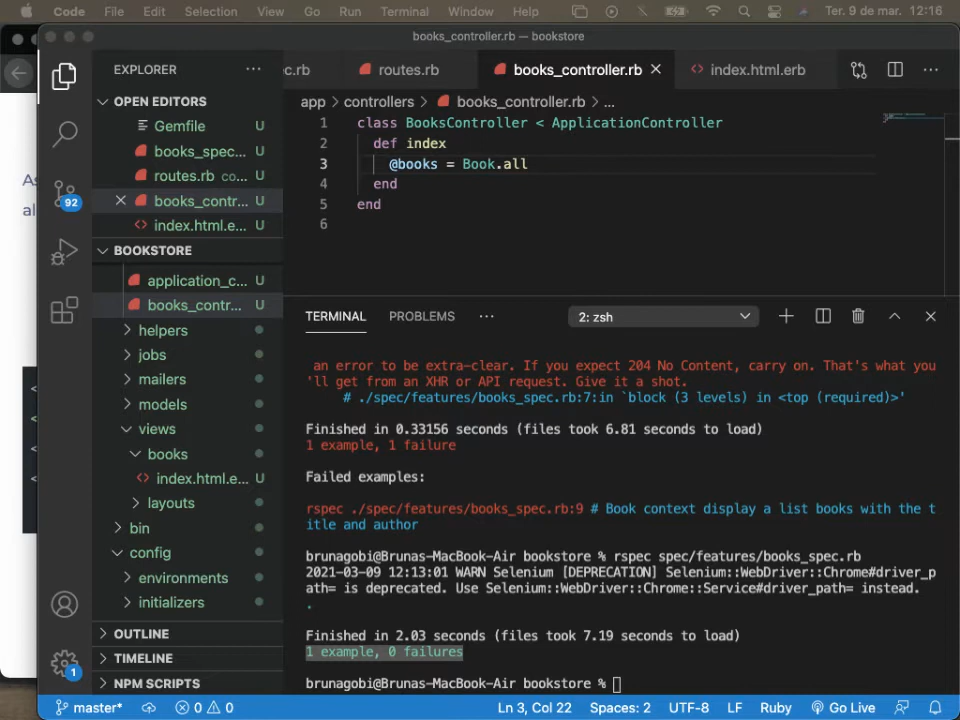 Code File Edit Selection View Go Run Terminal Window Help Ter. 9 de mar. 12:16
books_controller.rb — bookstore
EXPLORER
ec.rb routes.rb books_controller.rb index.html.erb
OPEN EDITORS
app > controllers > books_controller.rb > ...
Gemfile U
books_spec... U
routes.rb co... U
books_contr... U
index.html.e... U
1 class BooksController < ApplicationController
2 def index
3 @books = Book.all
4 end
5 end
6
As
al
92
BOOKSTORE
application_c... U
books_contr... U
helpers
jobs
mailers
models
views
books
index.html.e... U
layouts
bin
config
environments
initializers
OUTLINE
TIMELINE
NPM SCRIPTS
1
TERMINAL PROBLEMS 2: zsh
an error to be extra-clear. If you expect 204 No Content, carry on. That's what you
'll get from an XHR or API request. Give it a shot.
# ./spec/features/books_spec.rb:7:in `block (3 levels) in <top (required)>'
Finished in 0.33156 seconds (files took 6.81 seconds to load)
1 example, 1 failure
Failed examples:
rspec ./spec/features/books_spec.rb:9 # Book context display a list books with the t
itle and author
brunagobi@Brunas-MacBook-Air bookstore % rspec spec/features/books_spec.rb
2021-03-09 12:13:01 WARN Selenium [DEPRECATION] Selenium::WebDriver::Chrome#driver_p
ath= is deprecated. Use Selenium::WebDriver::Chrome::Service#driver_path= instead.
.
Finished in 2.03 seconds (files took 7.19 seconds to load)
1 example, 0 failures
brunagobi@Brunas-MacBook-Air bookstore %
master* 0 0 Ln 3, Col 22 Spaces: 2 UTF-8 LF Ruby Go Live